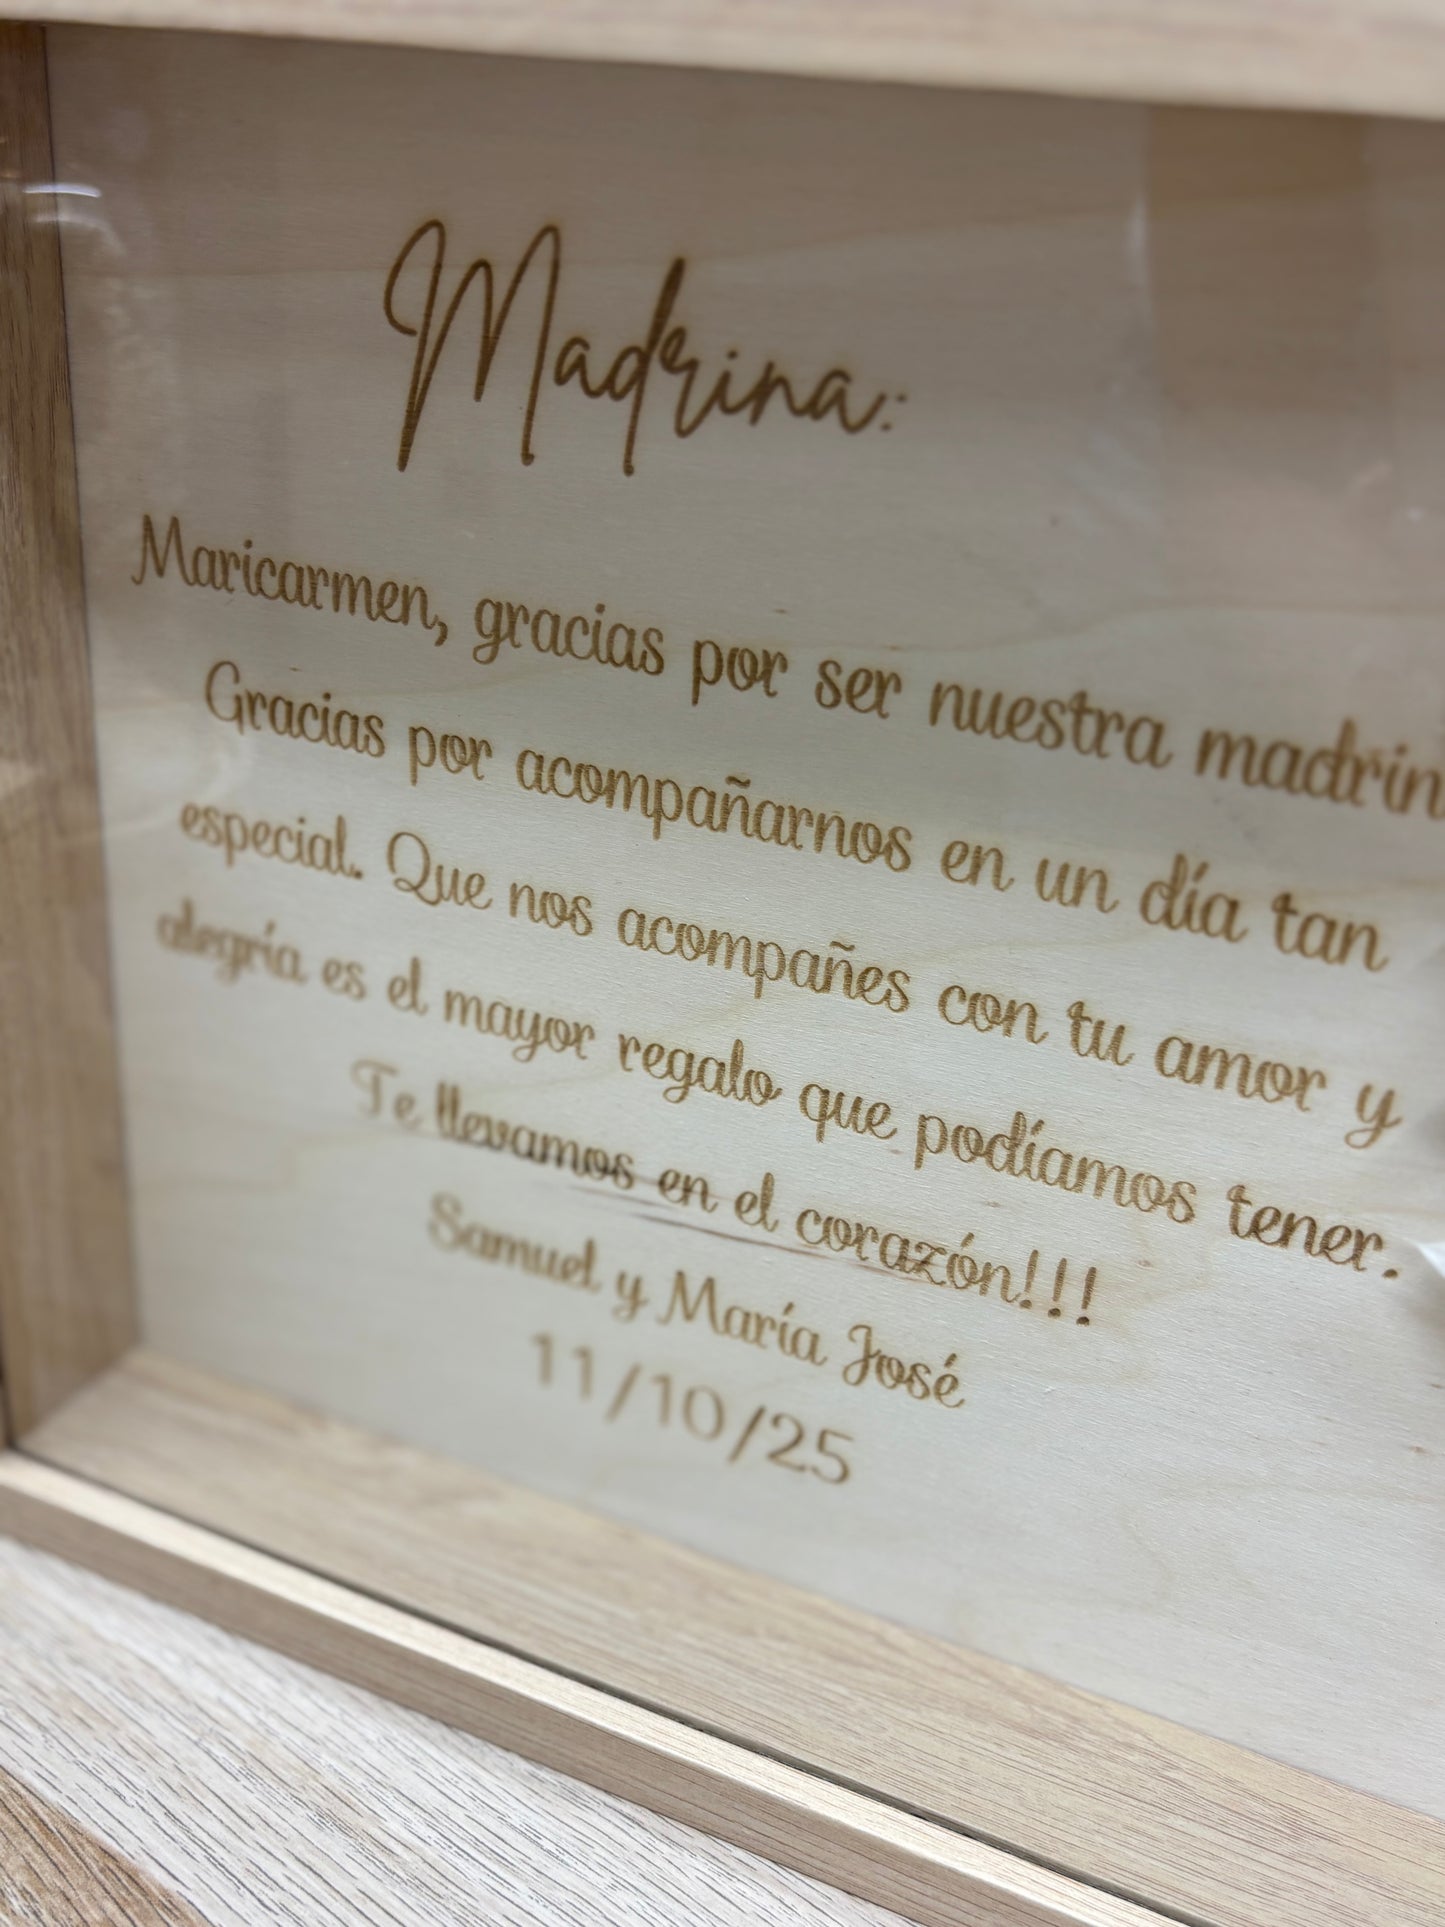 Madrina:
Maricarmen, gracias por ser nuestra madrin
Gracias por acompañarnos en un día tan
especial. Que nos acompañes con tu amor y
alegría es el mayor regalo que podíamos tener.
Te llevamos en el corazón!!!
Samuel y María José
11/10/25